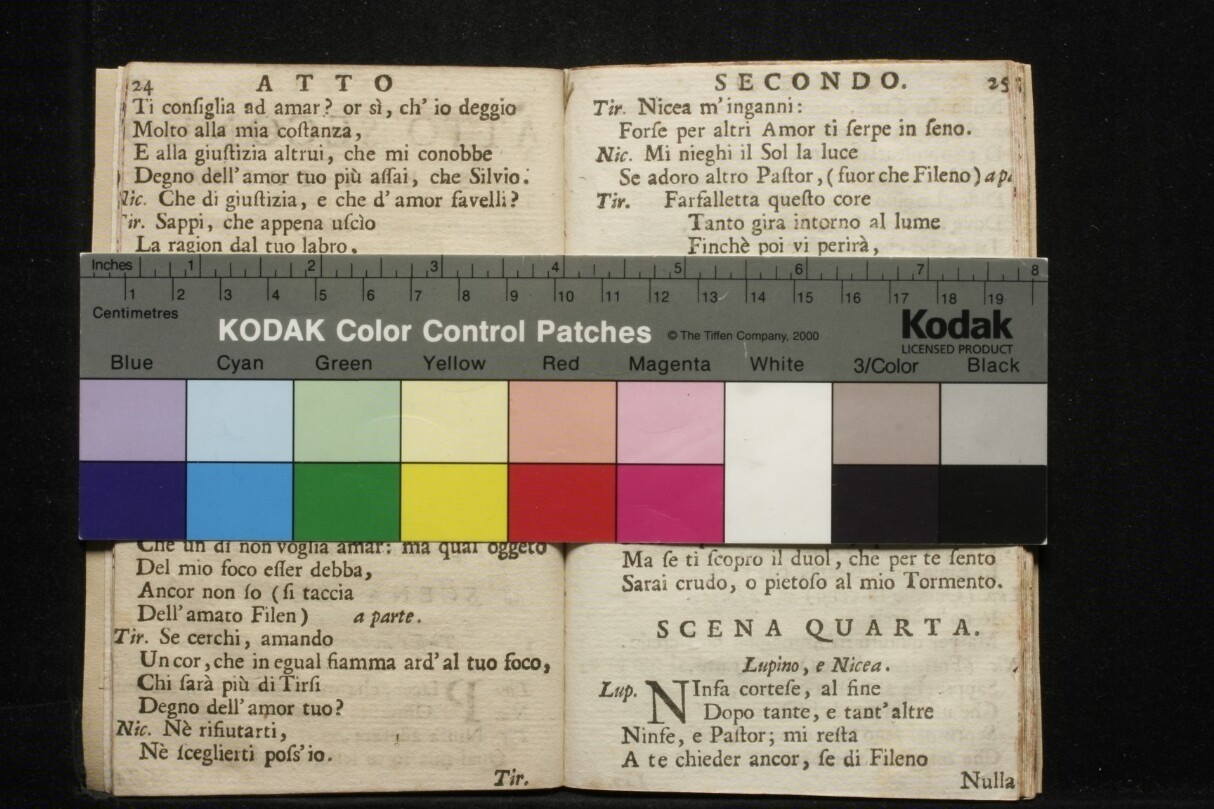 24 ATTO
Ti conſiglia ad amar? or sì, ch' io deggio
Molto alla mia coſtanza,
E alla giuſtizia altrui, che mi conobbe
Degno dell'amor tuo più aſſai, che Silvio.
Nic. Che di giuſtizia, e che d'amor favelli?
Tir. Sappi, che appena uſcìo
La ragion dal tuo labro,
Che un dì non voglia amar: ma qual oggeto
Del mio foco eſſer debba,
Ancor non ſo (ſi taccia
Dell'amato Filen) a parte.
Tir. Se cerchi, amando
Un cor, che in egual fiamma ard'al tuo foco,
Chi ſarà più di Tirſi
Degno dell'amor tuo?
Nic. Nè rifiutarti,
Nè ſceglierti poſs'io.
Tir.
SECONDO. 25
Tir. Nicea m'inganni:
Forſe per altri Amor ti ſerpe in ſeno.
Nic. Mi nieghi il Sol la luce
Se adoro altro Paſtor, (fuor che Fileno) a p
Tir. Farfalletta queſto core
Tanto gira intorno al lume
Finchè poi vi perirà,
Ma ſe ti ſcopro il duol, che per te ſento
Sarai crudo, o pietoſo al mio Tormento.
SCENA QUARTA.
Lupino, e Nicea.
Lup. NInfa corteſe, al fine
Dopo tante, e tant'altre
Ninfe, e Paſtor; mi reſta
A te chieder ancor, ſe di Fileno
Nulla
Inches 1 2 3 4 5 6 7 8
1 2 3 4 5 6 7 8 9 10 11 12 13 14 15 16 17 18 19
Centimetres
KODAK Color Control Patches © The Tiffen Company, 2000 Kodak
LICENSED PRODUCT
Blue Cyan Green Yellow Red Magenta White 3/Color Black